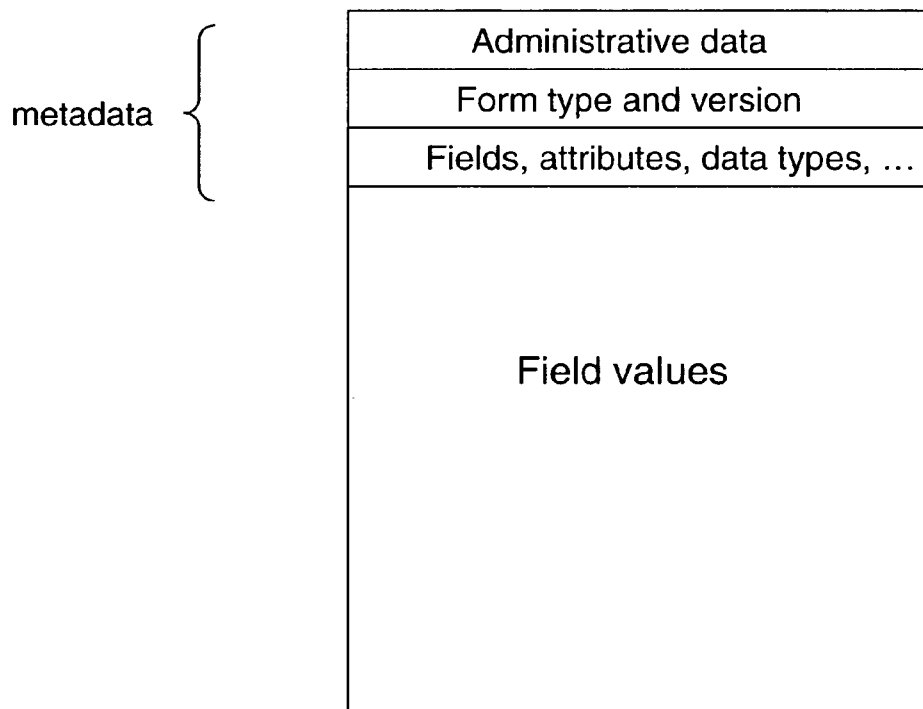 Administrative data
Form type and version
metadata
Fields, attributes, data types, ...
Field values